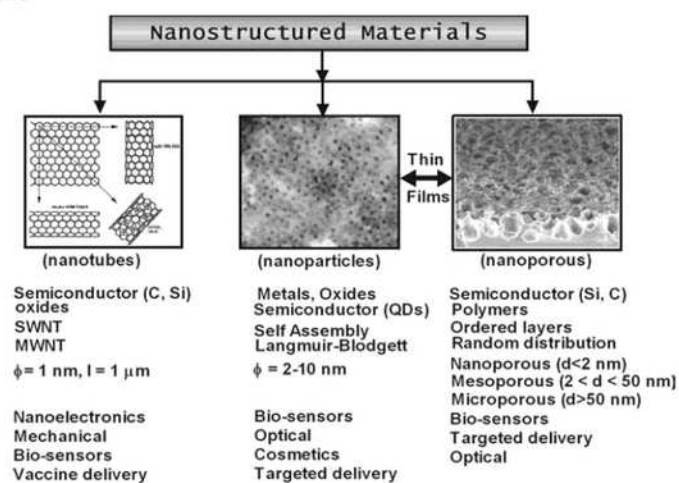 Nanostructured Materials
Thin
Films
(nanotubes)
Semiconductor (C, Si)
oxides
SWNT
MWNT
ϕ= 1 nm, l = 1 μm
Nanoelectronics
Mechanical
Bio-sensors
Vaccine delivery
(nanoparticles)
Metals, Oxides
Semiconductor (QDs)
Self Assembly
Langmuir-Blodgett
ϕ = 2-10 nm
Bio-sensors
Optical
Cosmetics
Targeted delivery
(nanoporous)
Semiconductor (Si, C)
Polymers
Ordered layers
Random distribution
Nanoporous (d<2 nm)
Mesoporous (2 < d < 50 nm)
Microporous (d>50 nm)
Bio-sensors
Targeted delivery
Optical